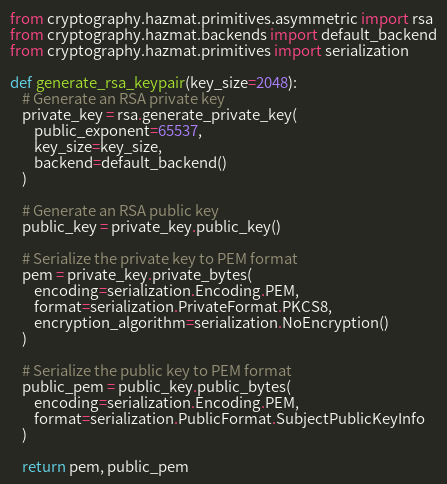 from cryptography.hazmat.primitives.asymmetric import rsa
from cryptography.hazmat.backends import default_backend
from cryptography.hazmat.primitives import serialization

def generate_rsa_keypair(key_size=2048):
    # Generate an RSA private key
    private_key = rsa.generate_private_key(
        public_exponent=65537,
        key_size=key_size,
        backend=default_backend()
    )

    # Generate an RSA public key
    public_key = private_key.public_key()

    # Serialize the private key to PEM format
    pem = private_key.private_bytes(
        encoding=serialization.Encoding.PEM,
        format=serialization.PrivateFormat.PKCS8,
        encryption_algorithm=serialization.NoEncryption()
    )

    # Serialize the public key to PEM format
    public_pem = public_key.public_bytes(
        encoding=serialization.Encoding.PEM,
        format=serialization.PublicFormat.SubjectPublicKeyInfo
    )

    return pem, public_pem